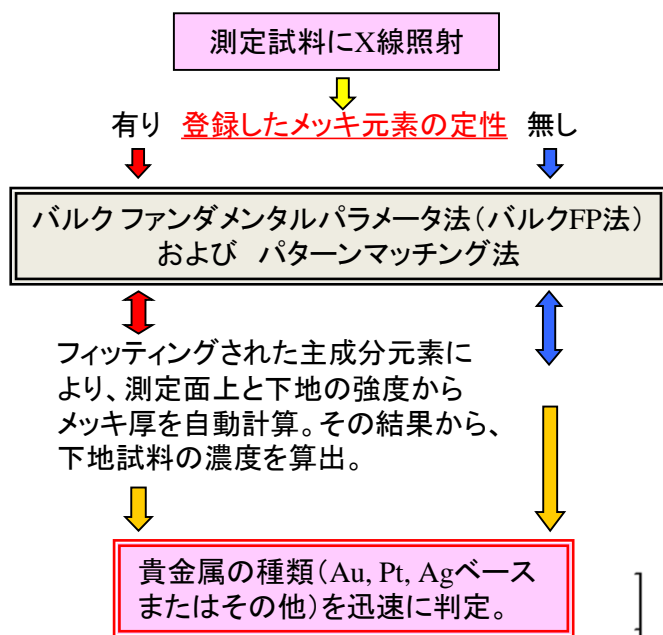 測定試料にX線照射
有り 登録したメッキ元素の定性 無し
バルク ファンダメンタルパラメータ法（バルクFP法）
および パターンマッチング法
フィッティングされた主成分元素に
より、測定面上と下地の強度から
メッキ厚を自動計算。その結果から、
下地試料の濃度を算出。
貴金属の種類（Au, Pt, Agベース
またはその他）を迅速に判定。